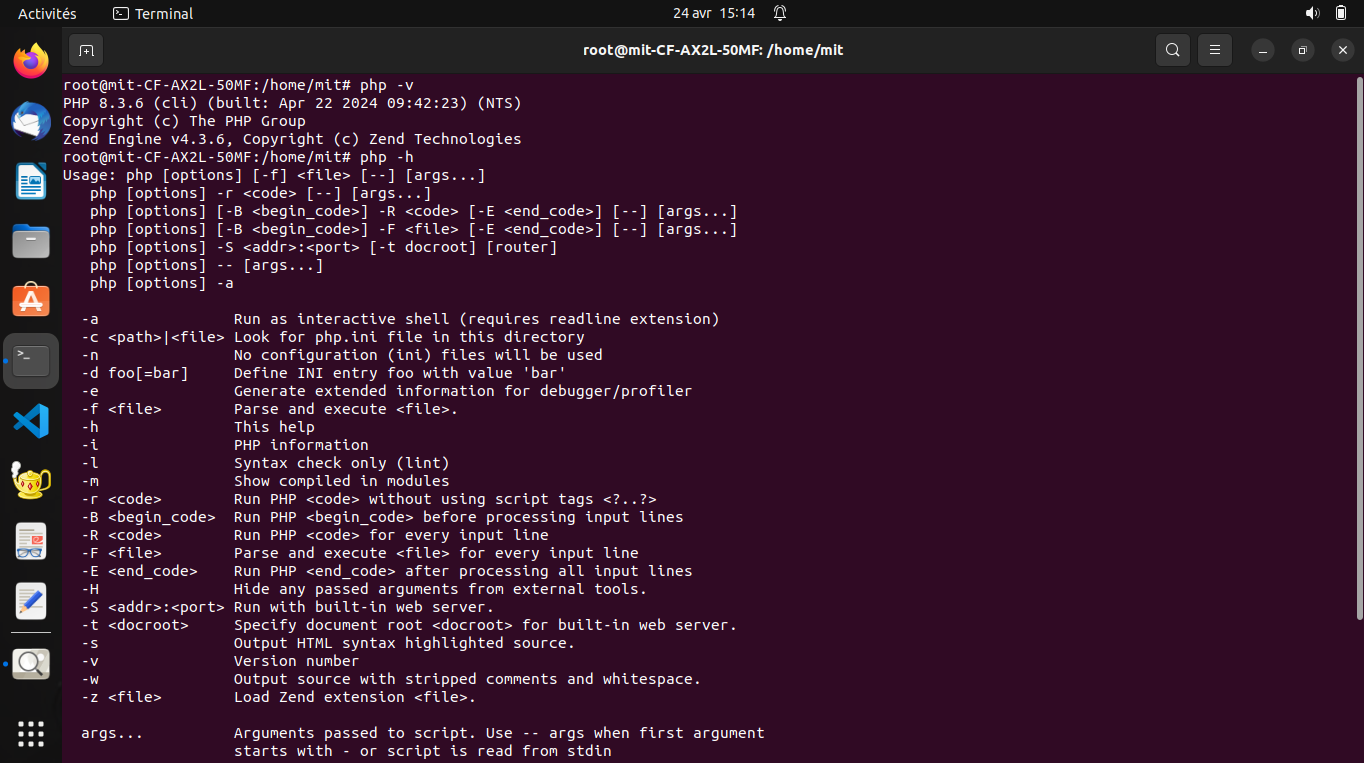 Activités Terminal 24 avr 15:14
root@mit-CF-AX2L-50MF: /home/mit
root@mit-CF-AX2L-50MF:/home/mit# php -v
PHP 8.3.6 (cli) (built: Apr 22 2024 09:42:23) (NTS)
Copyright (c) The PHP Group
Zend Engine v4.3.6, Copyright (c) Zend Technologies
root@mit-CF-AX2L-50MF:/home/mit# php -h
Usage: php [options] [-f] <file> [--] [args...]
   php [options] -r <code> [--] [args...]
   php [options] [-B <begin_code>] -R <code> [-E <end_code>] [--] [args...]
   php [options] [-B <begin_code>] -F <file> [-E <end_code>] [--] [args...]
   php [options] -S <addr>:<port> [-t docroot] [router]
   php [options] -- [args...]
   php [options] -a

  -a               Run as interactive shell (requires readline extension)
  -c <path>|<file> Look for php.ini file in this directory
  -n               No configuration (ini) files will be used
  -d foo[=bar]     Define INI entry foo with value 'bar'
  -e               Generate extended information for debugger/profiler
  -f <file>        Parse and execute <file>.
  -h               This help
  -i               PHP information
  -l               Syntax check only (lint)
  -m               Show compiled in modules
  -r <code>        Run PHP <code> without using script tags <?..?>
  -B <begin_code>  Run PHP <begin_code> before processing input lines
  -R <code>        Run PHP <code> for every input line
  -F <file>        Parse and execute <file> for every input line
  -E <end_code>    Run PHP <end_code> after processing all input lines
  -H               Hide any passed arguments from external tools.
  -S <addr>:<port> Run with built-in web server.
  -t <docroot>     Specify document root <docroot> for built-in web server.
  -s               Output HTML syntax highlighted source.
  -v               Version number
  -w               Output source with stripped comments and whitespace.
  -z <file>        Load Zend extension <file>.

  args...          Arguments passed to script. Use -- args when first argument
                   starts with - or script is read from stdin